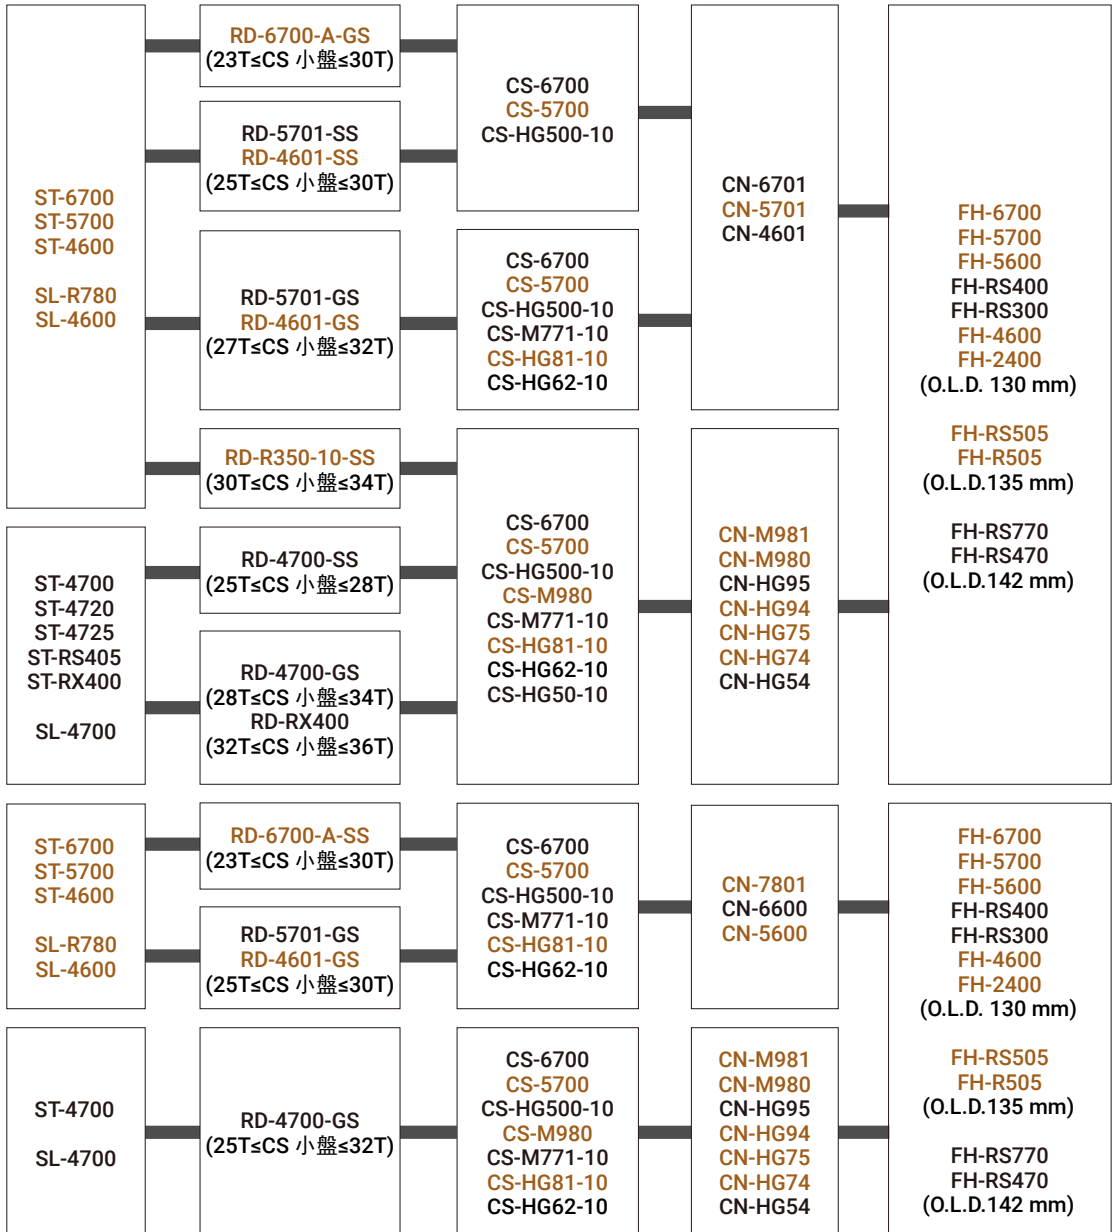 ST-6700
ST-5700
ST-4600
SL-R780
SL-4600
RD-6700-A-GS
(23T≤CS 小盤≤30T)
RD-5701-SS
RD-4601-SS
(25T≤CS 小盤≤30T)
RD-5701-GS
RD-4601-GS
(27T≤CS 小盤≤32T)
RD-R350-10-SS
(30T≤CS 小盤≤34T)
CS-6700
CS-5700
CS-HG500-10
CS-6700
CS-5700
CS-HG500-10
CS-M771-10
CS-HG81-10
CS-HG62-10
CN-6701
CN-5701
CN-4601
FH-6700
FH-5700
FH-5600
FH-RS400
FH-RS300
FH-4600
FH-2400
(O.L.D. 130 mm)
FH-RS505
FH-R505
(O.L.D.135 mm)
FH-RS770
FH-RS470
(O.L.D.142 mm)
ST-4700
ST-4720
ST-4725
ST-RS405
ST-RX400
SL-4700
RD-4700-SS
(25T≤CS 小盤≤28T)
RD-4700-GS
(28T≤CS 小盤≤34T)
RD-RX400
(32T≤CS 小盤≤36T)
CS-6700
CS-5700
CS-HG500-10
CS-M980
CS-M771-10
CS-HG81-10
CS-HG62-10
CS-HG50-10
CN-M981
CN-M980
CN-HG95
CN-HG94
CN-HG75
CN-HG74
CN-HG54
ST-6700
ST-5700
ST-4600
SL-R780
SL-4600
RD-6700-A-SS
(23T≤CS 小盤≤30T)
RD-5701-GS
RD-4601-GS
(25T≤CS 小盤≤30T)
CS-6700
CS-5700
CS-HG500-10
CS-M771-10
CS-HG81-10
CS-HG62-10
CN-7801
CN-6600
CN-5600
FH-6700
FH-5700
FH-5600
FH-RS400
FH-RS300
FH-4600
FH-2400
(O.L.D. 130 mm)
FH-RS505
FH-R505
(O.L.D.135 mm)
FH-RS770
FH-RS470
(O.L.D.142 mm)
ST-4700
SL-4700
RD-4700-GS
(25T≤CS 小盤≤32T)
CS-6700
CS-5700
CS-HG500-10
CS-M980
CS-M771-10
CS-HG81-10
CS-HG62-10
CN-M981
CN-M980
CN-HG95
CN-HG94
CN-HG75
CN-HG74
CN-HG54